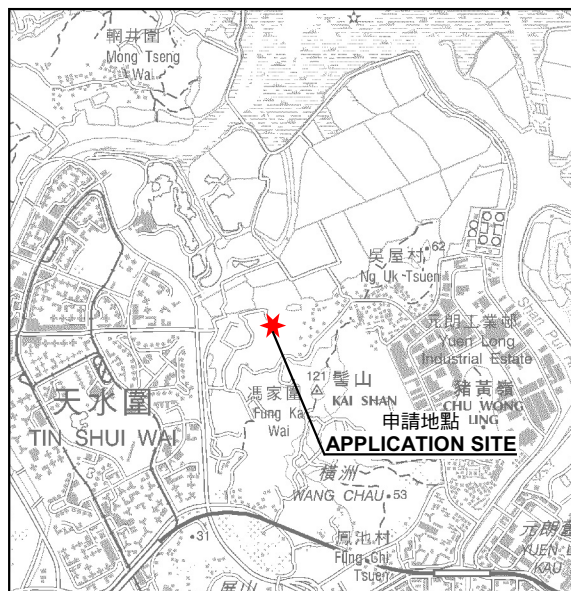 輞井圍
Mong Tseng
Wai
吳屋村
62
Ng Uk Tsuen
元朗工業邨
Yuen Long
Industrial Estate
121
髻山
KAI SHAN
馮家圍
Fung Ka
Wai
豬黃嶺
CHU WONG
LING
天水圍
TIN SHUI WAI
申請地點
APPLICATION SITE
橫洲
WANG CHAU
53
31
鳳池村
Fung Chi
Tsuen
屏山
元朗
YUEN
KAU